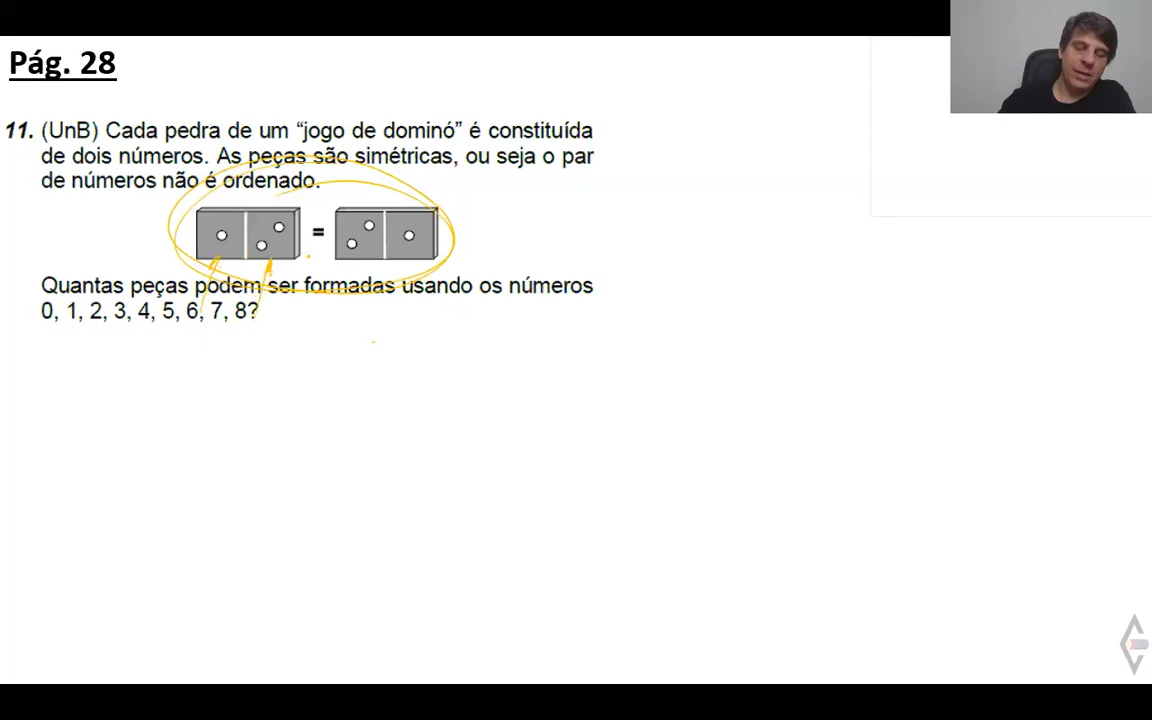 Pág. 28
11. (UnB) Cada pedra de um “jogo de dominó” é constituída
de dois números. As peças são simétricas, ou seja o par
de números não é ordenado.
=
Quantas peças podem ser formadas usando os números
0, 1, 2, 3, 4, 5, 6, 7, 8?